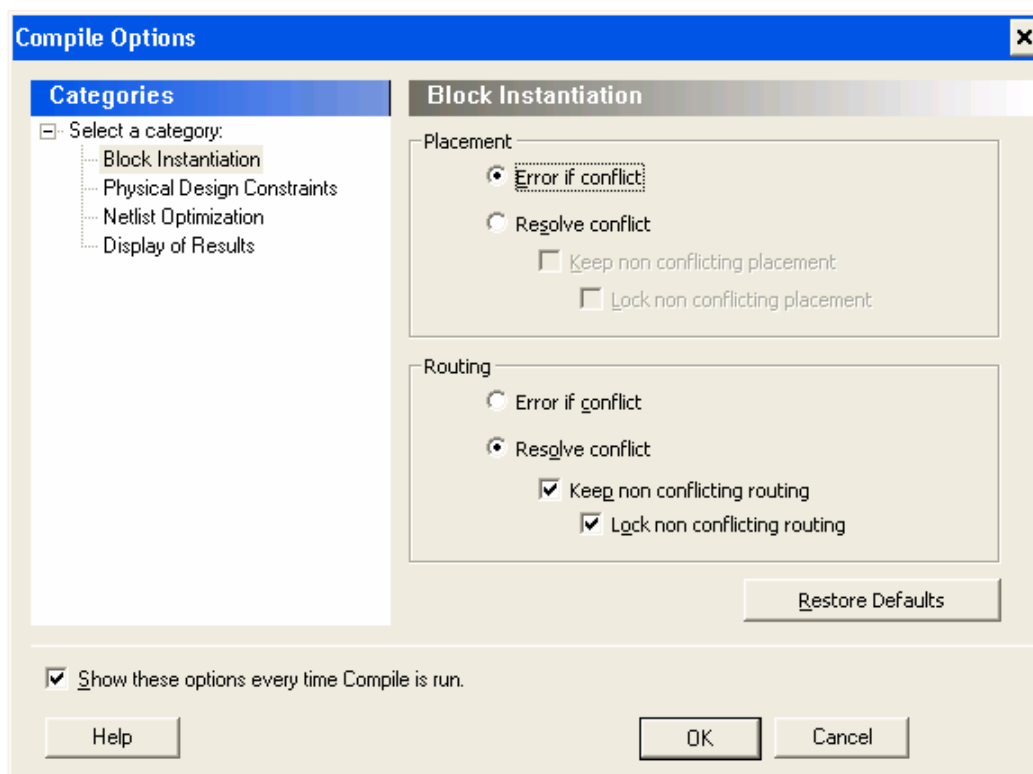 Compile Options
Categories
Select a category:
Block Instantiation
Physical Design Constraints
Netlist Optimization
Display of Results
Block Instantiation
Placement
Error if conflict
Resolve conflict
Keep non conflicting placement
Lock non conflicting placement
Routing
Error if conflict
Resolve conflict
Keep non conflicting routing
Lock non conflicting routing
Restore Defaults
Show these options every time Compile is run.
Help
OK
Cancel